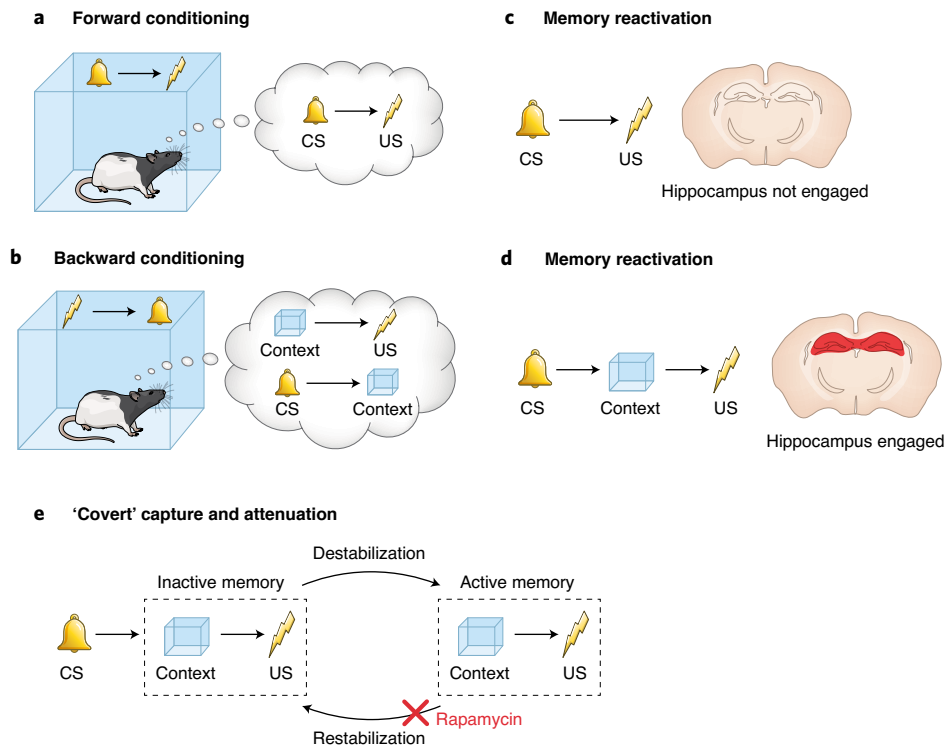 a Forward conditioning
CS US
b Backward conditioning
Context US
CS Context
c Memory reactivation
CS US
Hippocampus not engaged
d Memory reactivation
CS Context US
Hippocampus engaged
e 'Covert' capture and attenuation
Destabilization
Inactive memory Active memory
CS Context US Context US
Rapamycin
Restabilization